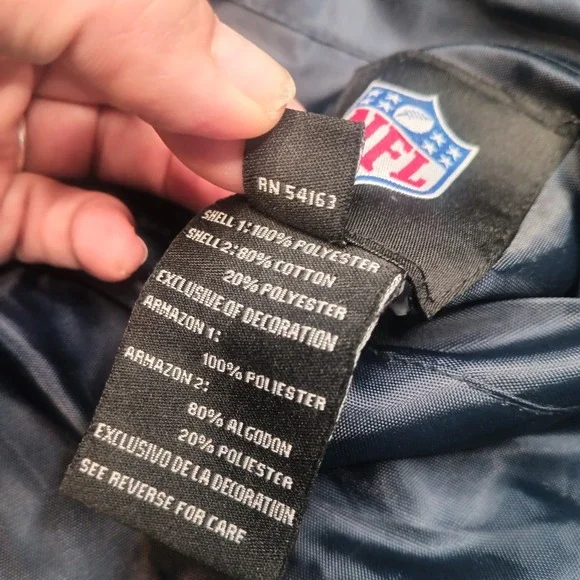 NFL
RN 54163
SHELL 1: 100% POLYESTER
SHELL 2: 80% COTTON
20% POLYESTER
EXCLUSIVE OF DECORATION
ARMAZON 1:
100% POLIESTER
ARMAZON 2:
80% ALGODON
20% POLIESTER
EXCLUSIVO DE LA DECORATION
SEE REVERSE FOR CARE